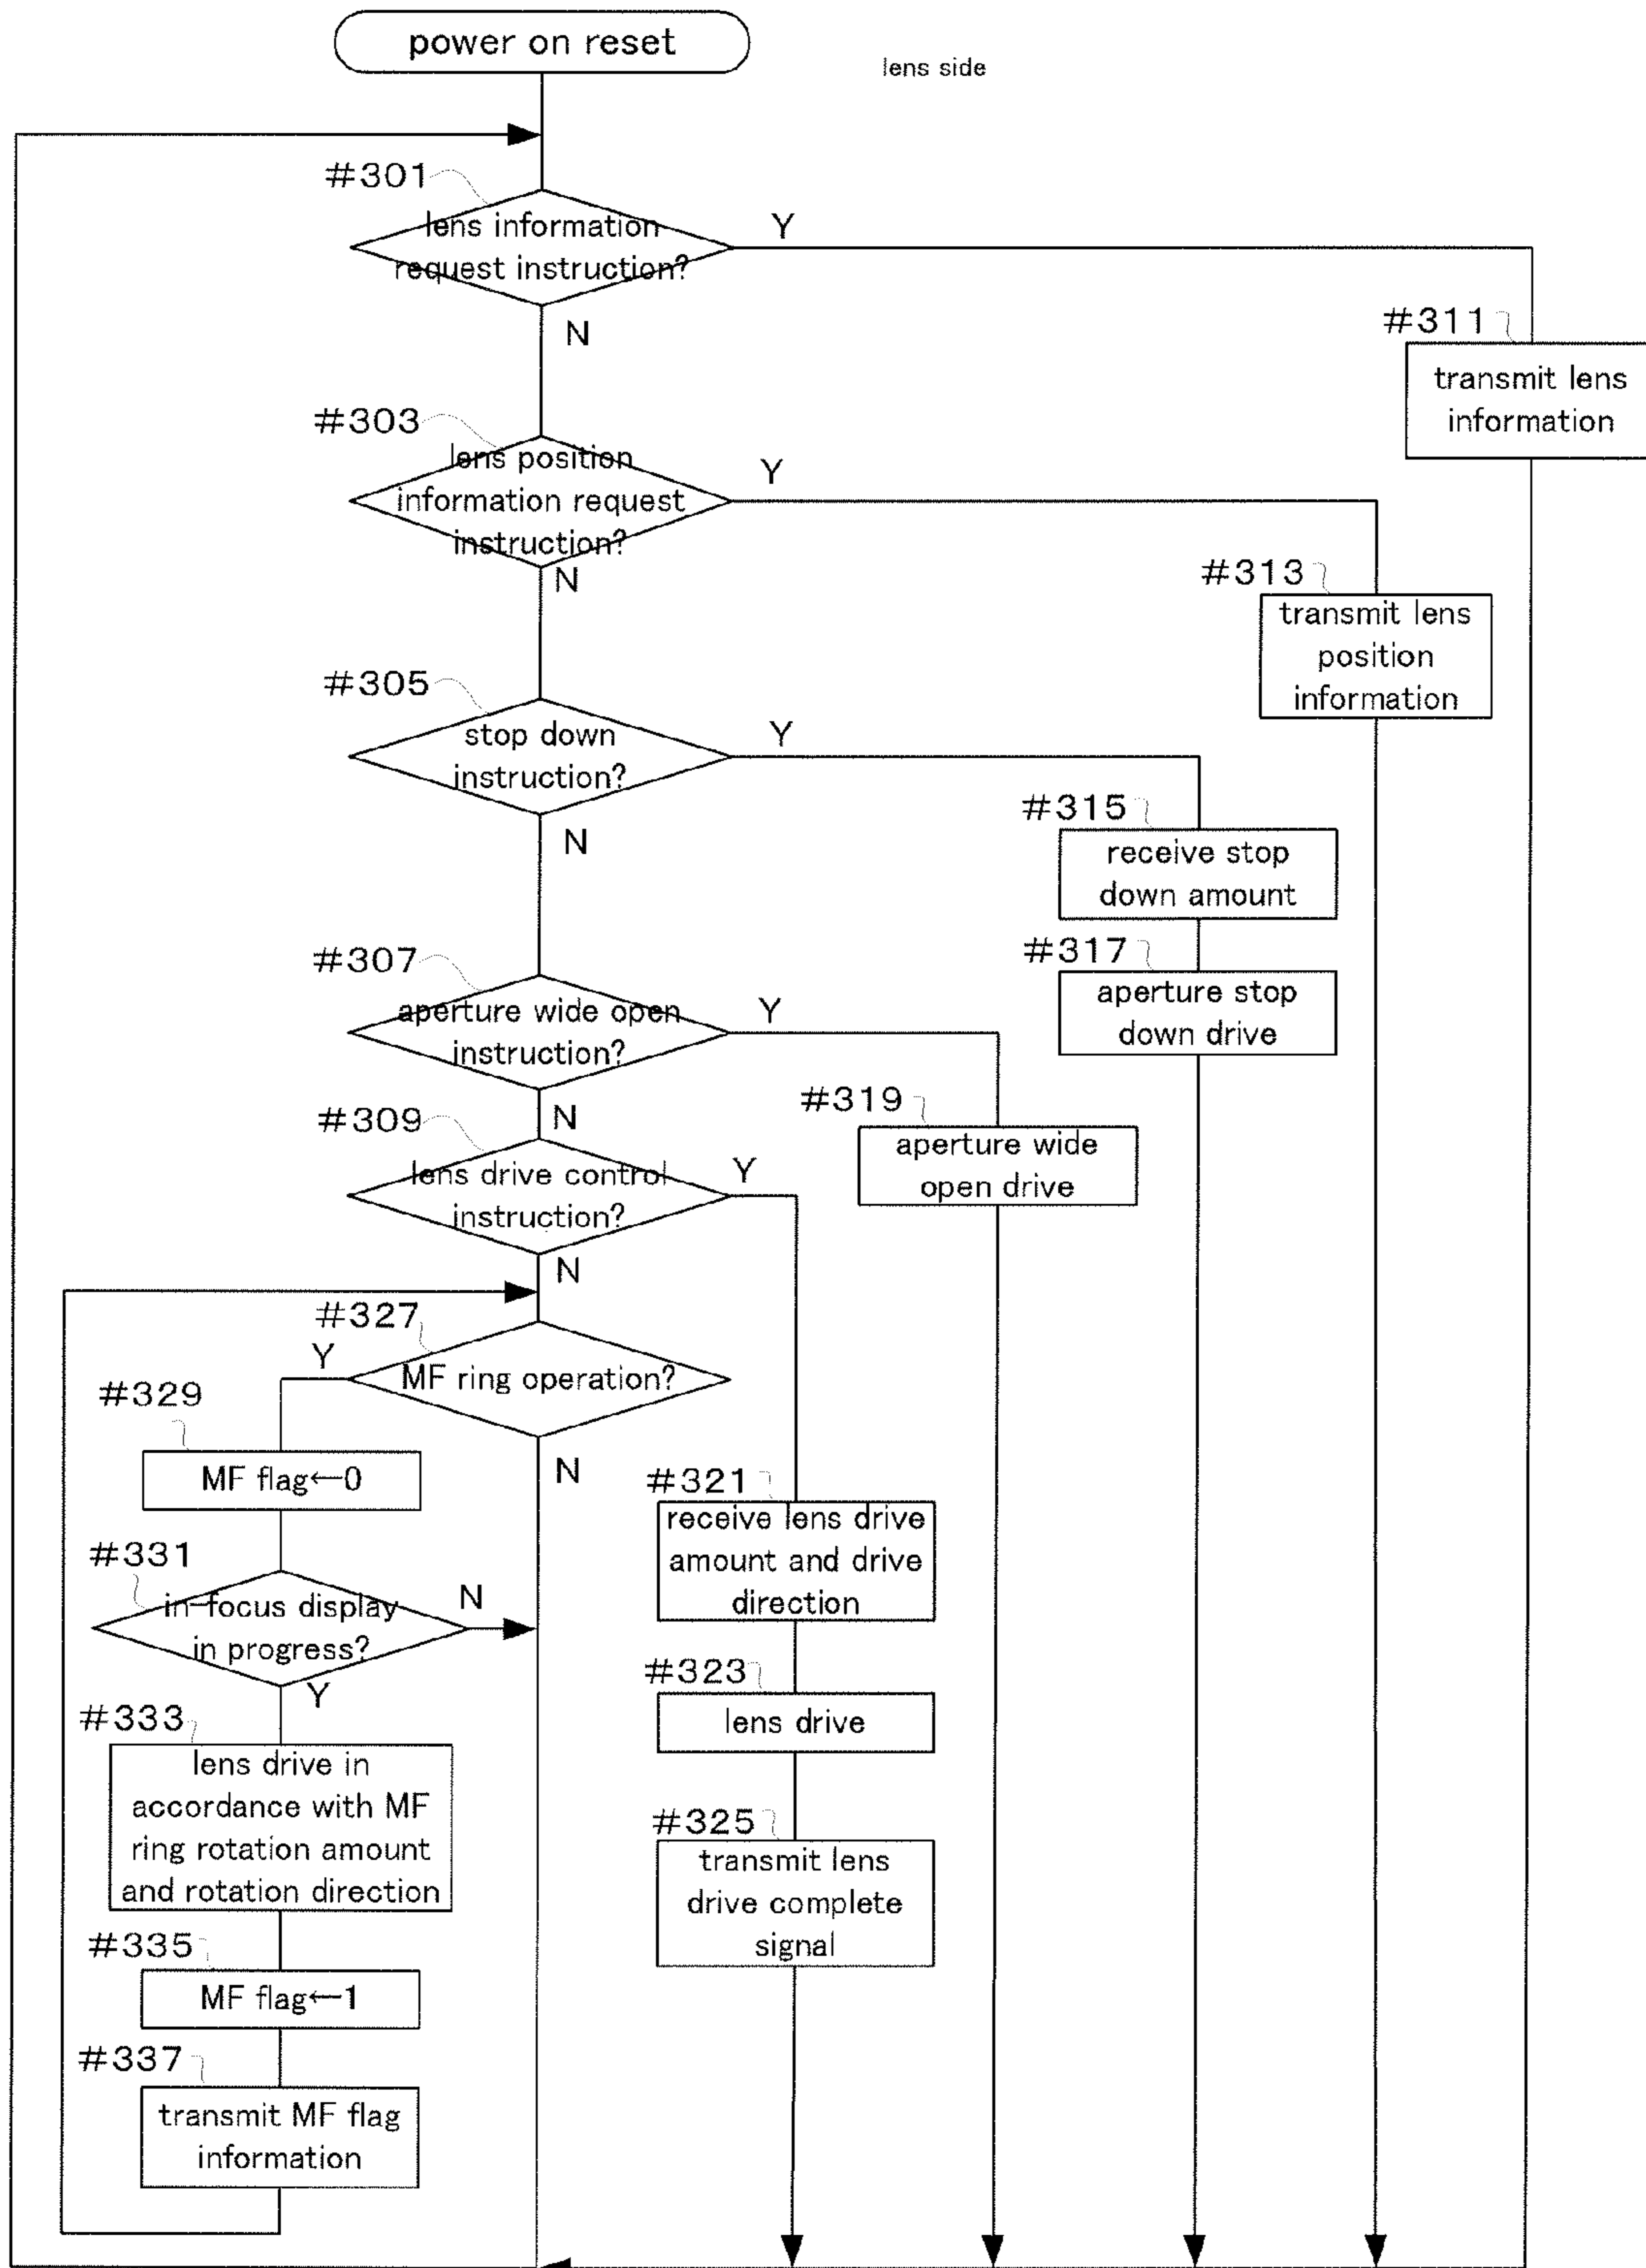 power on reset
lens side
#301
lens information
request instruction?
Y
N
#311
transmit lens
information
#303
lens position
information request
instruction?
Y
N
#313
transmit lens
position
information
#305
stop down
instruction?
Y
N
#315
receive stop
down amount
#317
aperture stop
down drive
#307
aperture wide open
instruction?
Y
N
#319
aperture wide
open drive
#309
lens drive control
instruction?
Y
N
#327
MF ring operation?
Y
N
#329
MF flag←0
#331
in-focus display
in progress?
N
Y
#321
receive lens drive
amount and drive
direction
#323
lens drive
#325
transmit lens
drive complete
signal
#333
lens drive in
accordance with MF
ring rotation amount
and rotation direction
#335
MF flag←1
#337
transmit MF flag
information